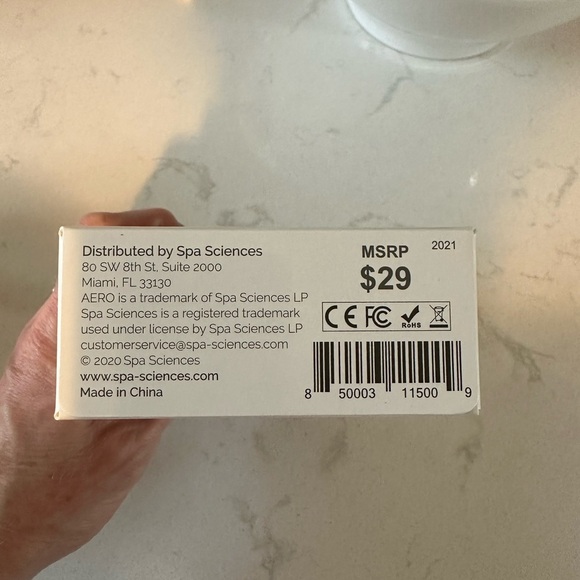 Distributed by Spa Sciences
80 SW 8th St, Suite 2000
Miami, FL 33130
AERO is a trademark of Spa Sciences LP
Spa Sciences is a registered trademark
used under license by Spa Sciences LP
customerservice@spa-sciences.com
© 2020 Spa Sciences
www.spa-sciences.com
Made in China
MSRP
2021
$29
CE FC RoHS
8 50003 11500 9